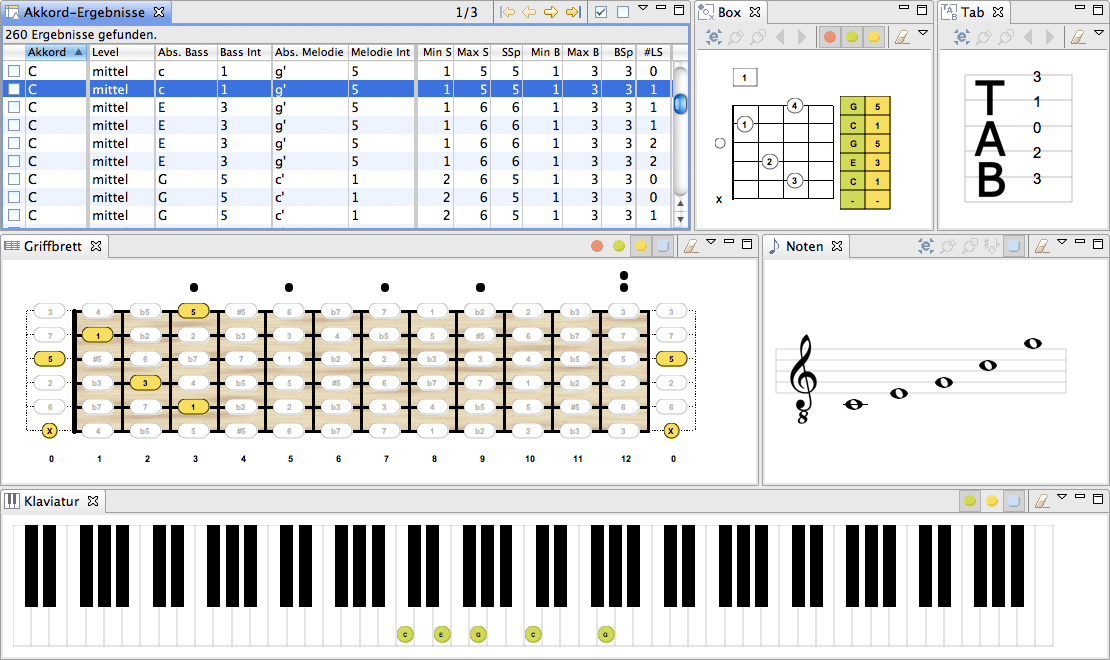 Akkord-Ergebnisse
1/3
260 Ergebnisse gefunden.
Akkord Level Abs. Bass Bass Int Abs. Melodie Melodie Int Min S Max S SSp Min B Max B BSp #LS
C mittel c 1 g' 5 1 5 5 1 3 3 0
C mittel c 1 g' 5 1 5 5 1 3 3 1
C mittel E 3 g' 5 1 6 6 1 3 3 1
C mittel E 3 g' 5 1 6 6 1 3 3 1
C mittel E 3 g' 5 1 6 6 1 3 3 2
C mittel E 3 g' 5 1 6 6 1 3 3 2
C mittel G 5 c' 1 2 6 5 1 3 3 0
C mittel G 5 c' 1 2 6 5 1 3 3 0
C mittel G 5 c' 1 2 6 5 1 3 3 1
Box
1
4 G 5
1 C 1
G 5
2 E 3
3 C 1
x - -
Tab
TAB
3
1
0
2
3
Griffbrett
3 4 b5 5 #5 6 b7 7 1 b2 2 b3 3 3
7 1 b2 2 b3 3 4 b5 5 #5 6 b7 7 7
5 #5 6 b7 7 1 b2 2 b3 3 4 b5 5 5
2 b3 3 4 b5 5 #5 6 b7 7 1 b2 2 2
6 b7 7 1 b2 2 b3 3 4 b5 5 #5 6 6
X 4 b5 5 #5 6 b7 7 1 b2 2 b3 3 X
0 1 2 3 4 5 6 7 8 9 10 11 12 0
Noten
8
Klaviatur
C E G C G